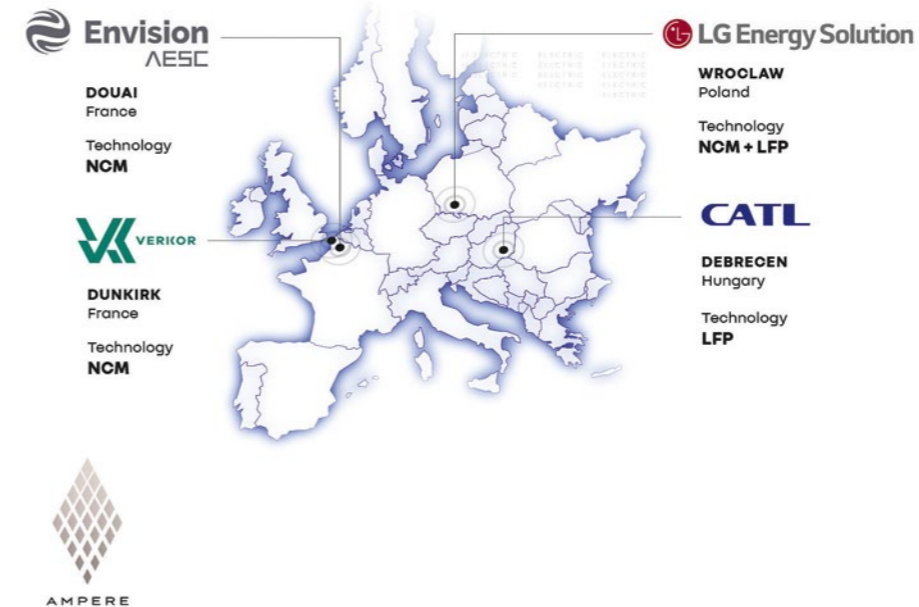 Envision
AESC
DOUAI
France
Technology
NCM
VERKOR
DUNKIRK
France
Technology
NCM
LG Energy Solution
WROCLAW
Poland
Technology
NCM + LFP
CATL
DEBRECEN
Hungary
Technology
LFP
AMPERE